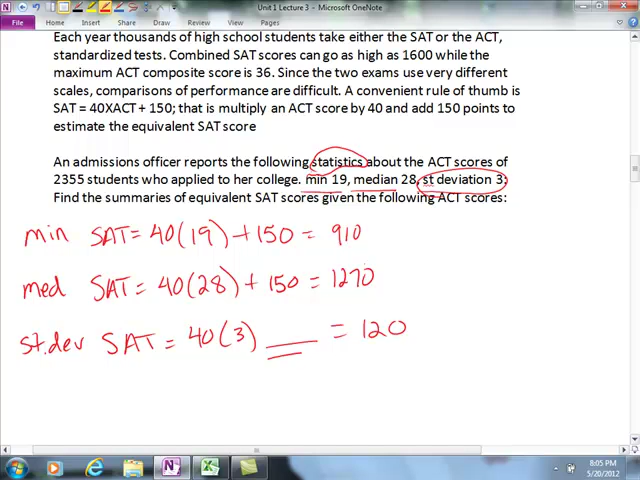 Unit 1 Lecture 3 - Microsoft OneNote
File Home Insert Share Draw Review View
Each year thousands of high school students take either the SAT or the ACT,
standardized tests. Combined SAT scores can go as high as 1600 while the
maximum ACT composite score is 36. Since the two exams use very different
scales, comparisons of performance are difficult. A convenient rule of thumb is
SAT = 40XACT + 150; that is multiply an ACT score by 40 and add 150 points to
estimate the equivalent SAT score
An admissions officer reports the following statistics about the ACT scores of
2355 students who applied to her college. min 19, median 28, st deviation 3:
Find the summaries of equivalent SAT scores given the following ACT scores:
min SAT = 40(19) + 150 = 910
med SAT = 40(28) + 150 = 1270
st.dev SAT = 40(3) ___ = 120
8:05 PM
5/20/2012